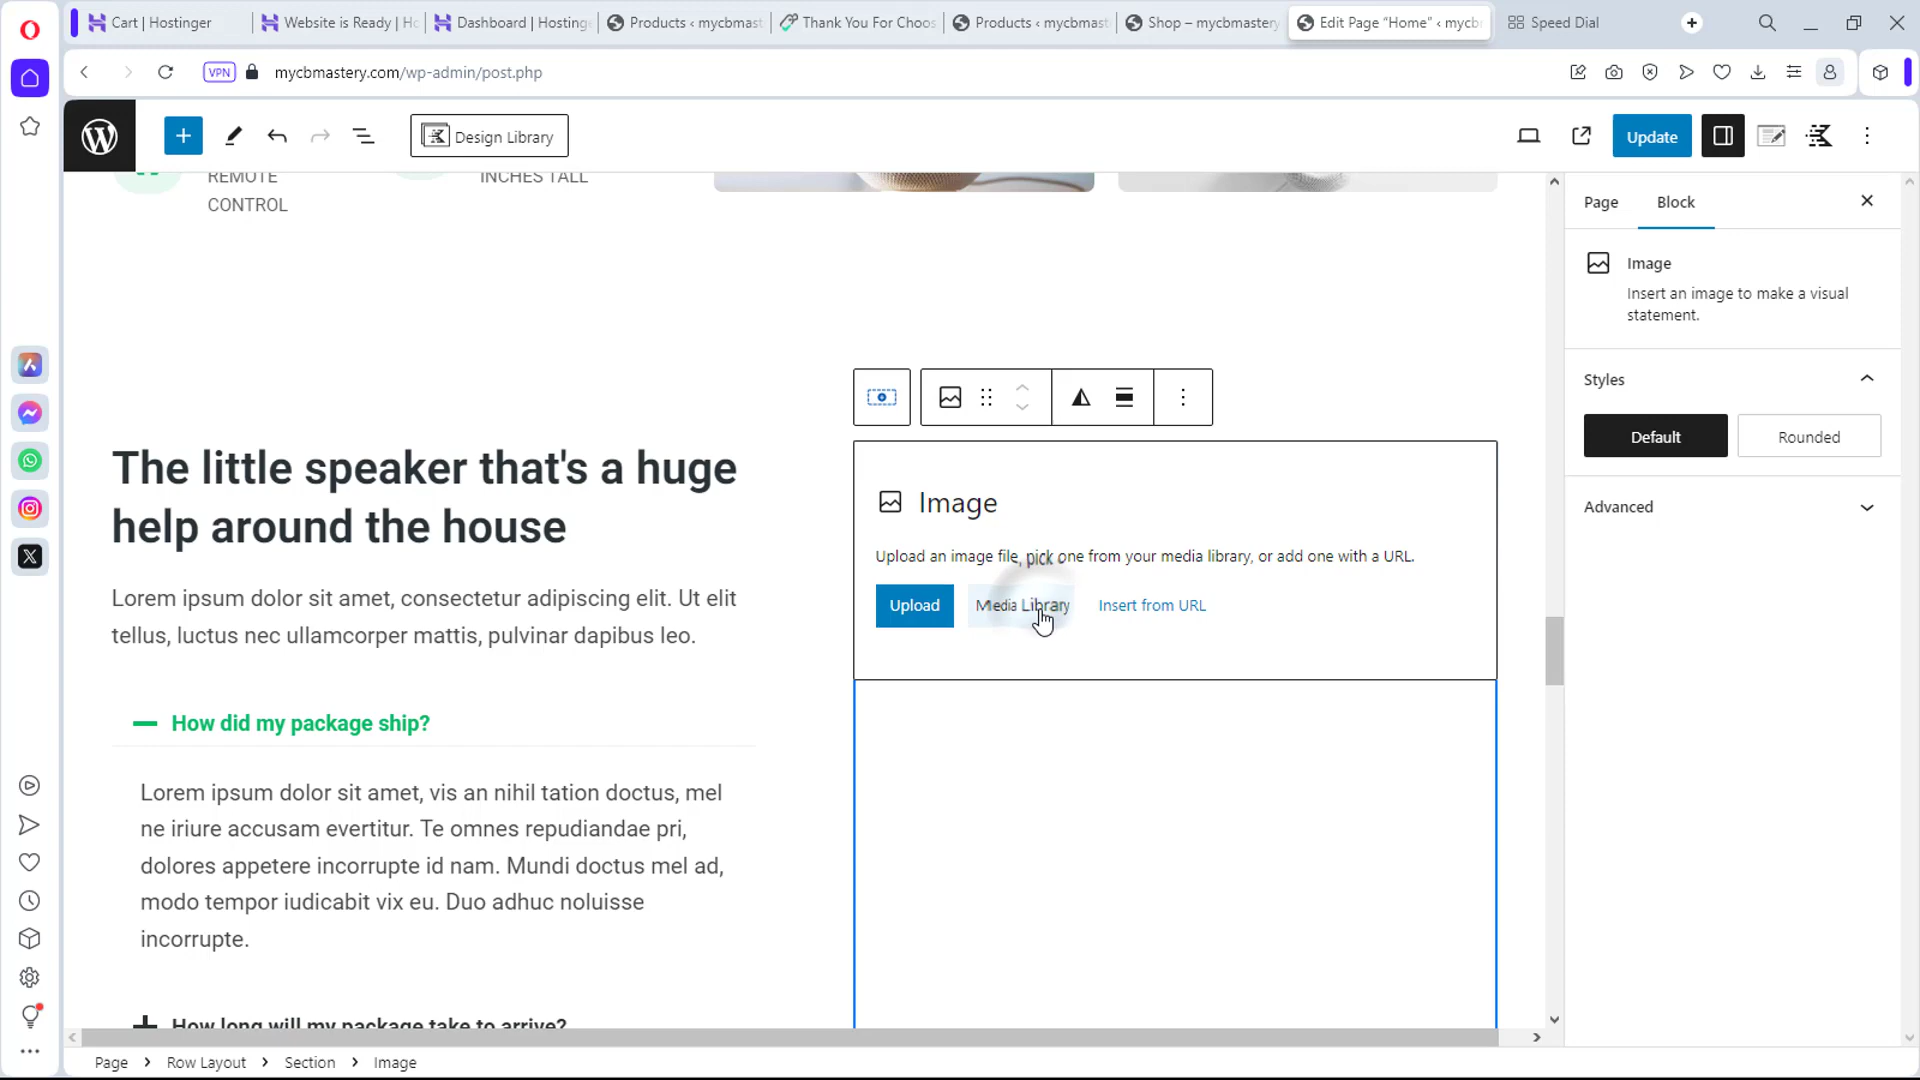 Cart | Hostinger
Website is Ready | Ho
Dashboard | Hosting
Products ‹ mycbmast
Thank You For Choos
Products ‹ mycbmast
Shop – mycbmastery
Edit Page “Home” ‹ mycb
Speed Dial
VPN
mycbmastery.com/wp-admin/post.php
Design Library
Update
REMOTE
CONTROL
INCHES TALL
The little speaker that's a huge
help around the house
Lorem ipsum dolor sit amet, consectetur adipiscing elit. Ut elit
tellus, luctus nec ullamcorper mattis, pulvinar dapibus leo.
How did my package ship?
Lorem ipsum dolor sit amet, vis an nihil tation doctus, mel
ne iriure accusam evertitur. Te omnes repudiandae pri,
dolores appetere incorrupte id nam. Mundi doctus mel ad,
modo tempor iudicabit vix eu. Duo adhuc noluisse
incorrupte.
How long will my package take to arrive?
Image
Upload an image file, pick one from your media library, or add one with a URL.
Upload
Media Library
Insert from URL
Page
Block
Image
Insert an image to make a visual
statement.
Styles
Default
Rounded
Advanced
Page
Row Layout
Section
Image